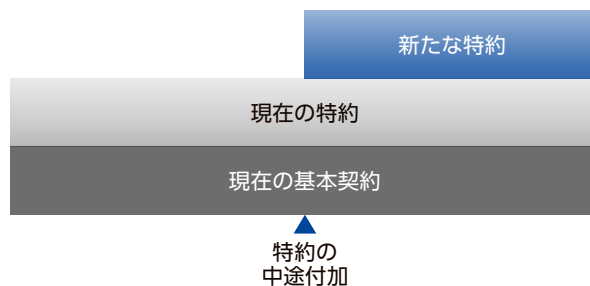 新たな特約
現在の特約
現在の基本契約
特約の
中途付加